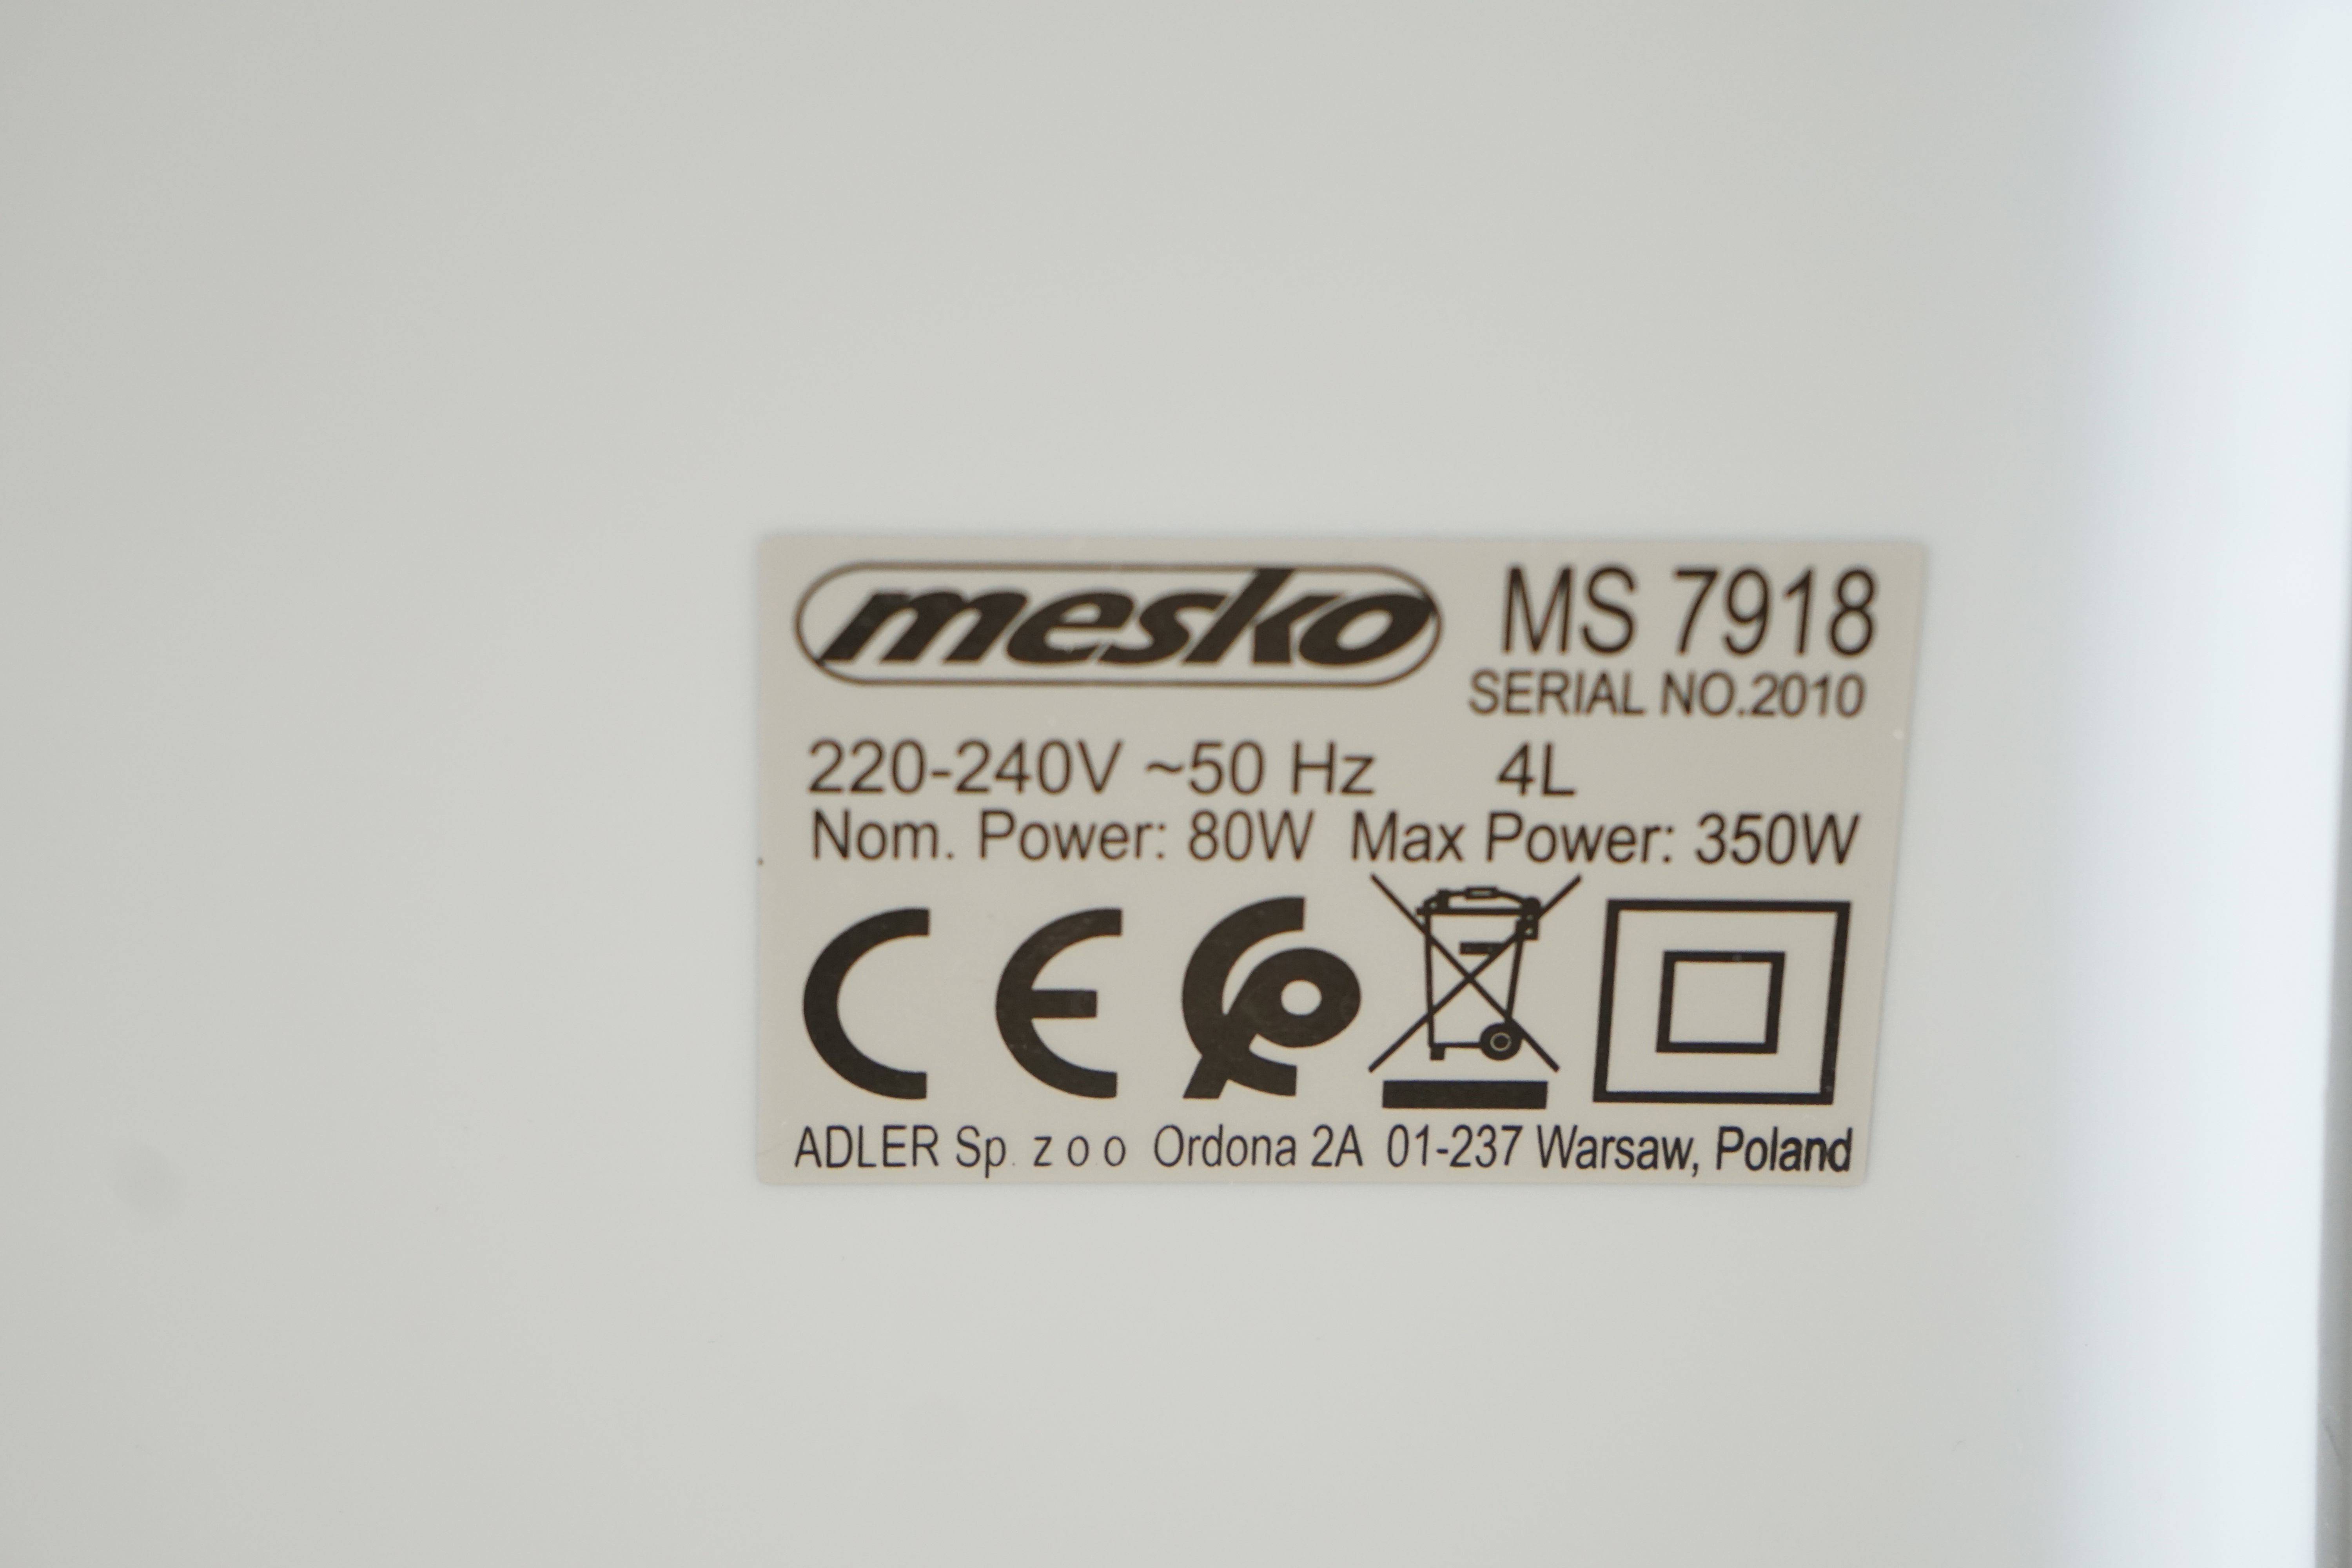 mesko MS 7918
SERIAL NO.2010
220-240V ~50 Hz 4L
Nom. Power: 80W Max Power: 350W
CE
ADLER Sp. z o o Ordona 2A 01-237 Warsaw, Poland